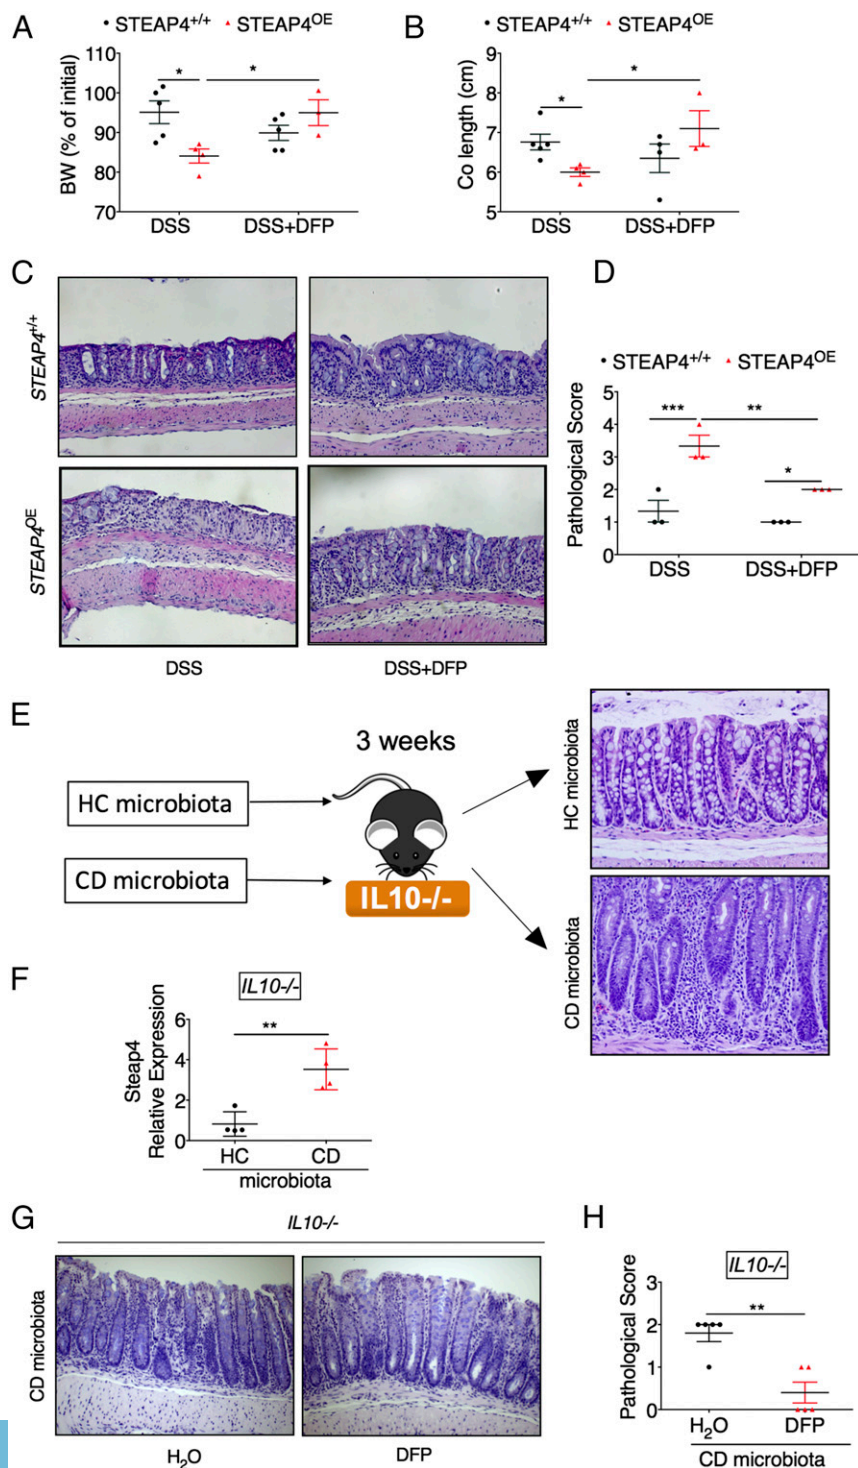 A
● STEAP4+/+ ▲ STEAP4OE
BW (% of initial)
110
100
90
80
70
*
*
DSS
DSS+DFP
B
● STEAP4+/+ ▲ STEAP4OE
Co length (cm)
9
8
7
6
5
*
*
DSS
DSS+DFP
C
STEAP4+/+
STEAP4OE
DSS
DSS+DFP
D
● STEAP4+/+ ▲ STEAP4OE
Pathological Score
5
4
3
2
1
0
***
**
*
DSS
DSS+DFP
E
HC microbiota
CD microbiota
3 weeks
IL10-/-
HC microbiota
CD microbiota
F
IL10-/-
Steap4
Relative Expression
6
4
2
0
**
HC
CD
microbiota
G
IL10-/-
CD microbiota
H2O
DFP
H
IL10-/-
Pathological Score
3
2
1
0
**
H2O
DFP
CD microbiota